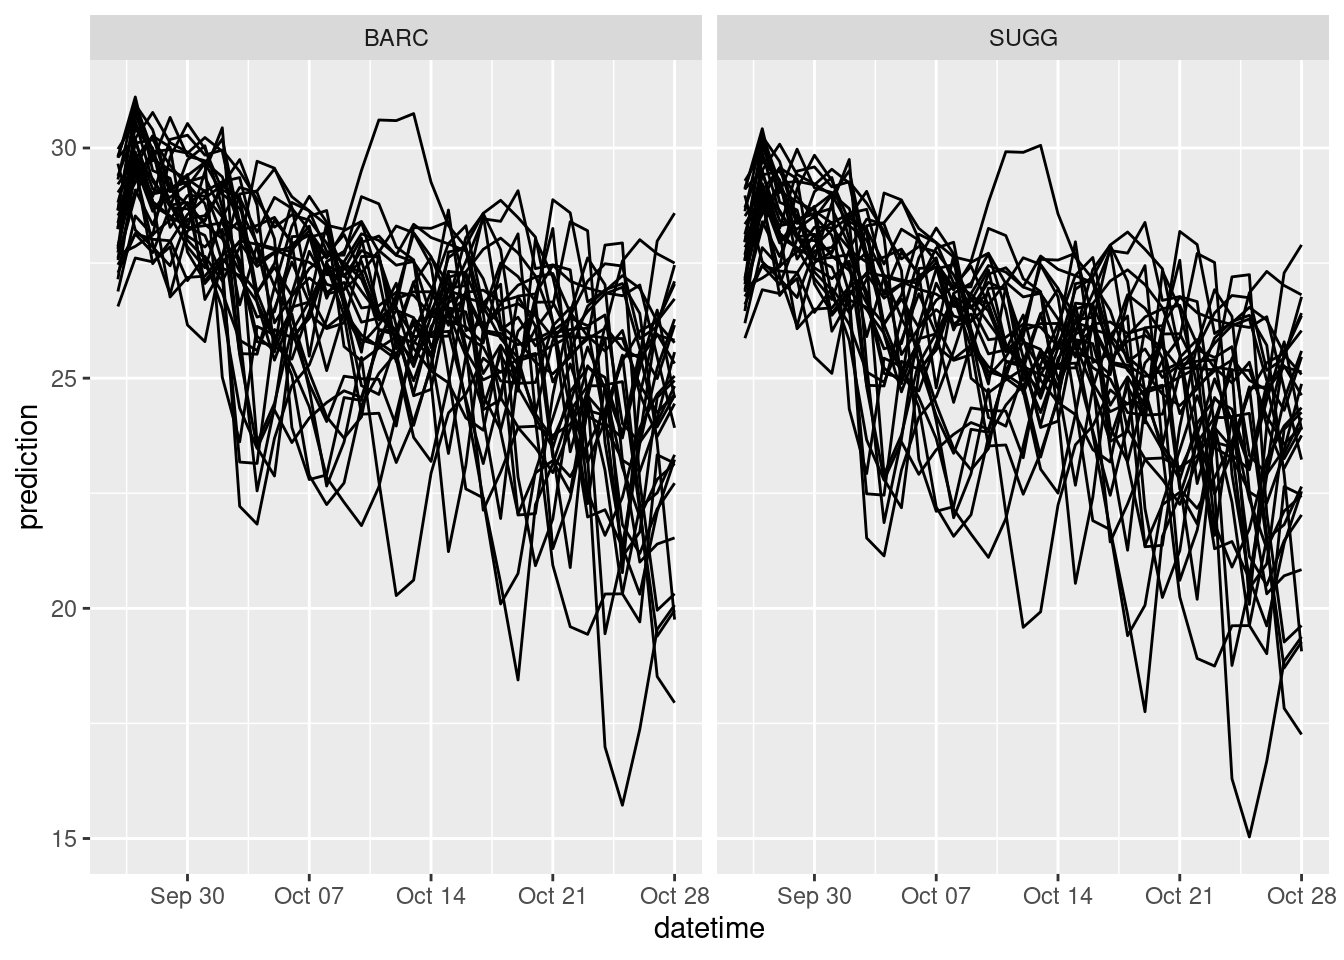 BARC
SUGG
prediction
30
25
20
15
Sep 30
Oct 07
Oct 14
Oct 21
Oct 28
Sep 30
Oct 07
Oct 14
Oct 21
Oct 28
datetime